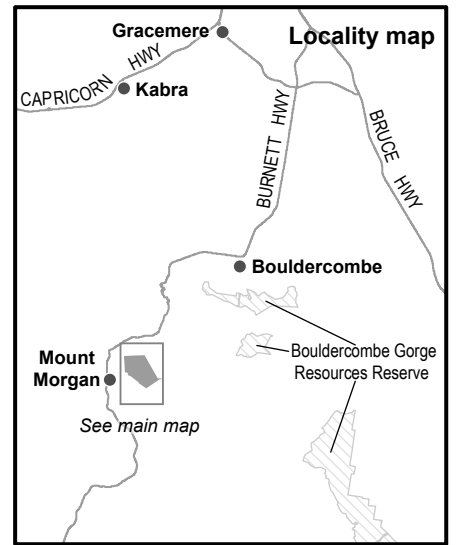 Locality map
Gracemere
CAPRICORN HWY
Kabra
BURNETT HWY
BRUCE HWY
Bouldercombe
Bouldercombe Gorge
Resources Reserve
Mount
Morgan
See main map